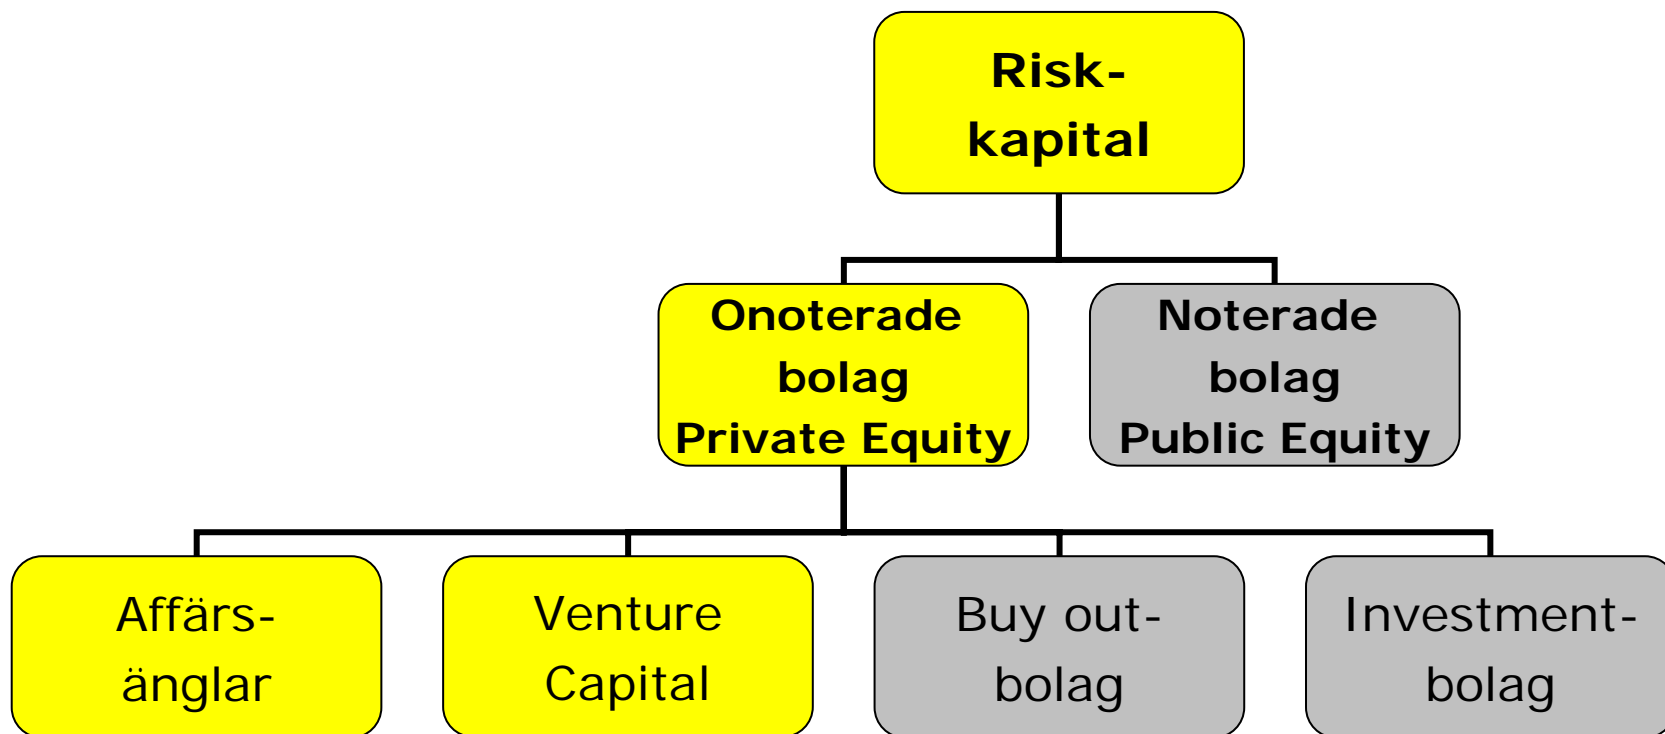 Risk-
kapital
Onoterade
bolag
Private Equity
Noterade
bolag
Public Equity
Affärs-
änglar
Venture
Capital
Buy out-
bolag
Investment-
bolag